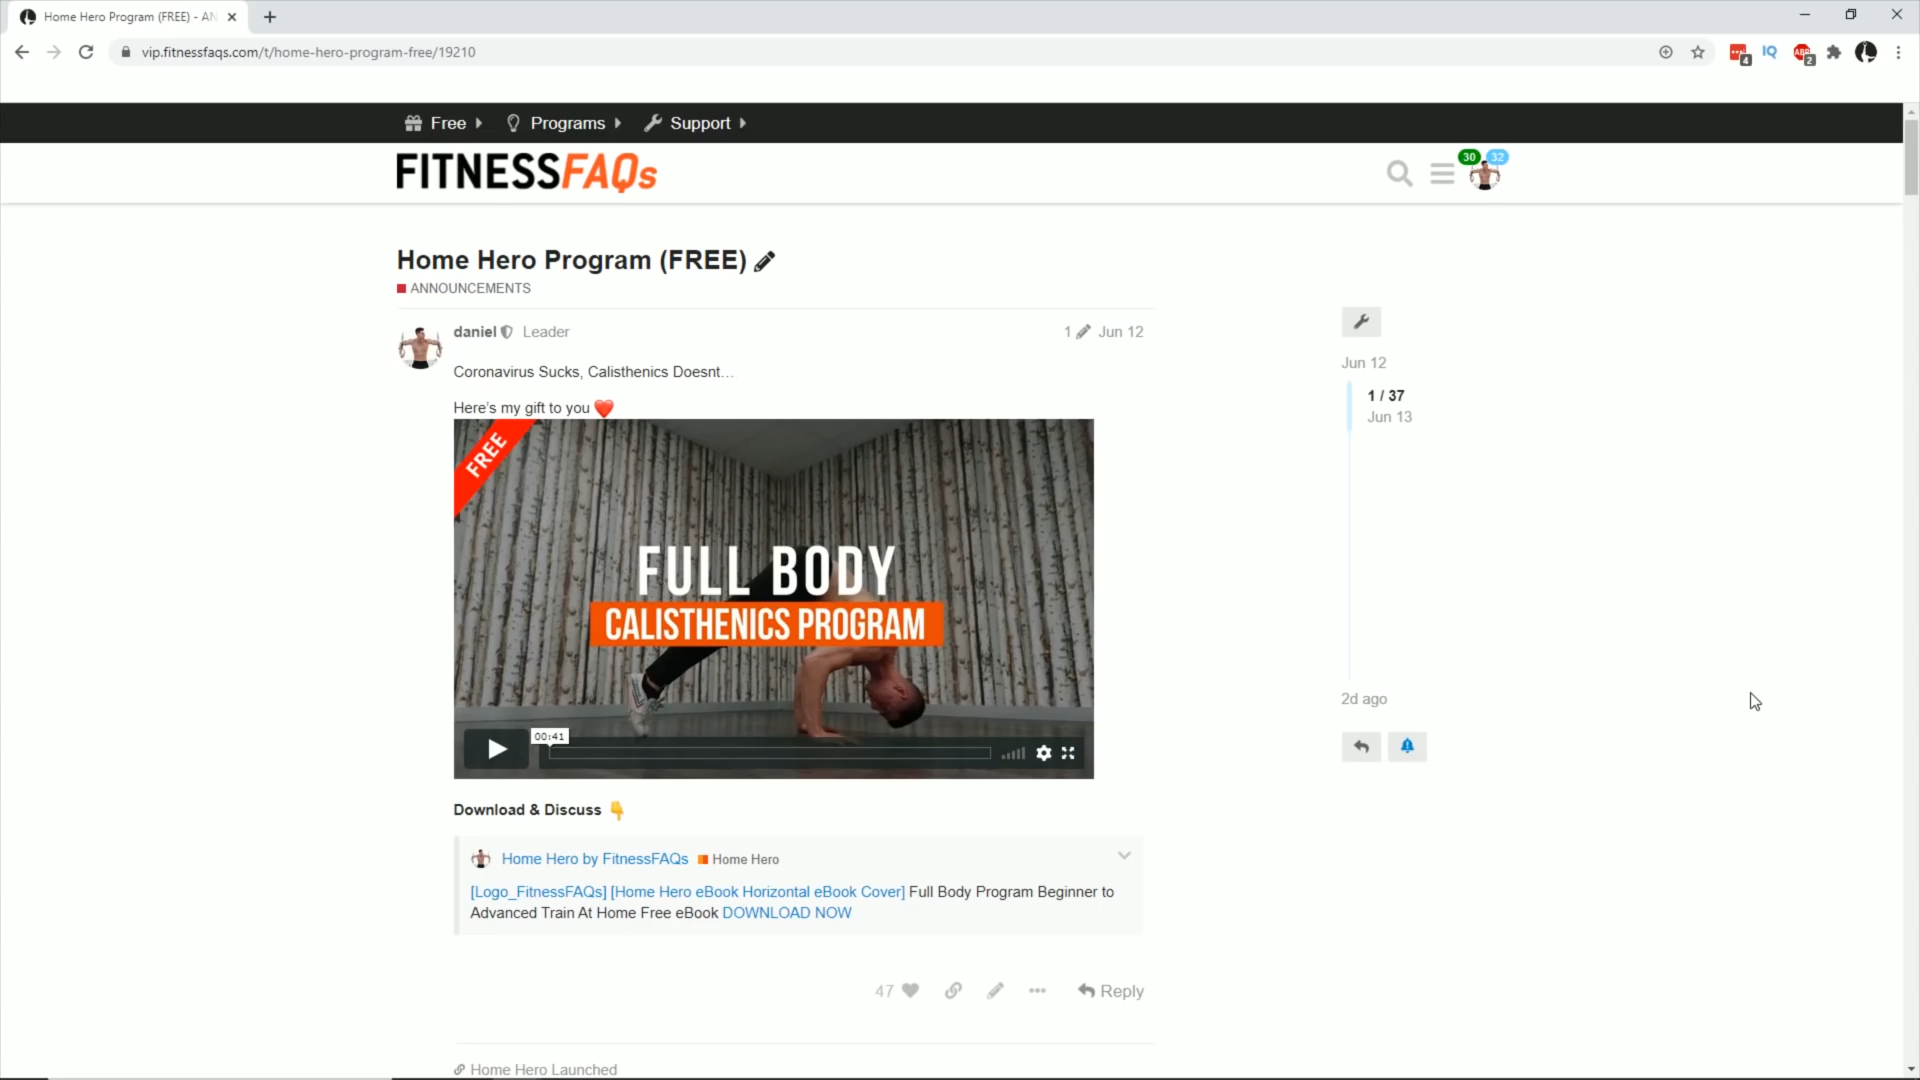 Home Hero Program (FREE) - AN
vip.fitnessfaqs.com/t/home-hero-program-free/19210
4
IQ
ABP
2
Free
Programs
Support
FITNESSFAQs
30
32
Home Hero Program (FREE)
ANNOUNCEMENTS
daniel Leader
1
Jun 12
Coronavirus Sucks, Calisthenics Doesnt…
Here's my gift to you ❤️
FREE
FULL BODY
CALISTHENICS PROGRAM
00:41
Download & Discuss 👇
Home Hero by FitnessFAQs Home Hero
[Logo_FitnessFAQs] [Home Hero eBook Horizontal eBook Cover] Full Body Program Beginner to
Advanced Train At Home Free eBook DOWNLOAD NOW
47
Reply
Home Hero Launched
Jun 12
1 / 37
Jun 13
2d ago